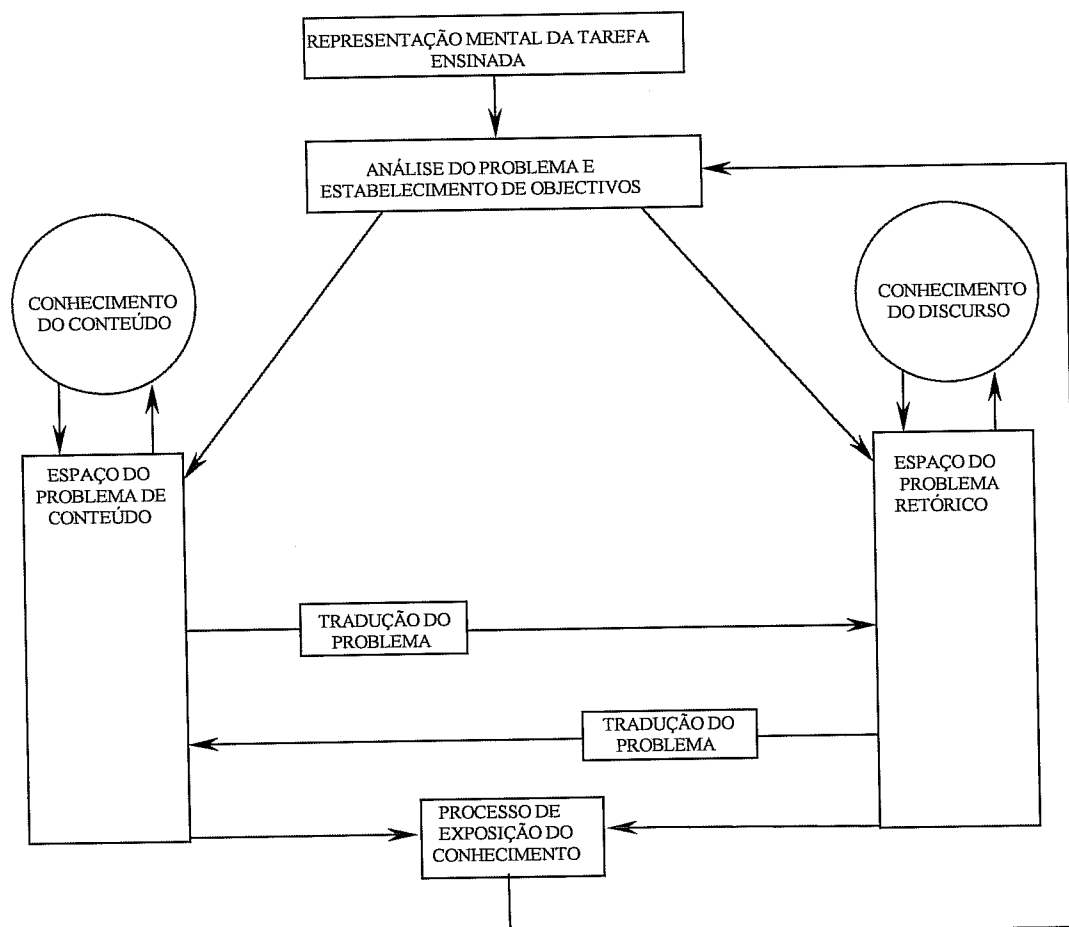 REPRESENTAÇÃO MENTAL DA TAREFA
ENSINADA
ANÁLISE DO PROBLEMA E
ESTABELECIMENTO DE OBJECTIVOS
CONHECIMENTO
DO CONTEÚDO
CONHECIMENTO
DO DISCURSO
ESPAÇO DO
PROBLEMA DE
CONTEÚDO
ESPAÇO DO
PROBLEMA
RETÓRICO
TRADUÇÃO DO
PROBLEMA
TRADUÇÃO DO
PROBLEMA
PROCESSO DE
EXPOSIÇÃO DO
CONHECIMENTO